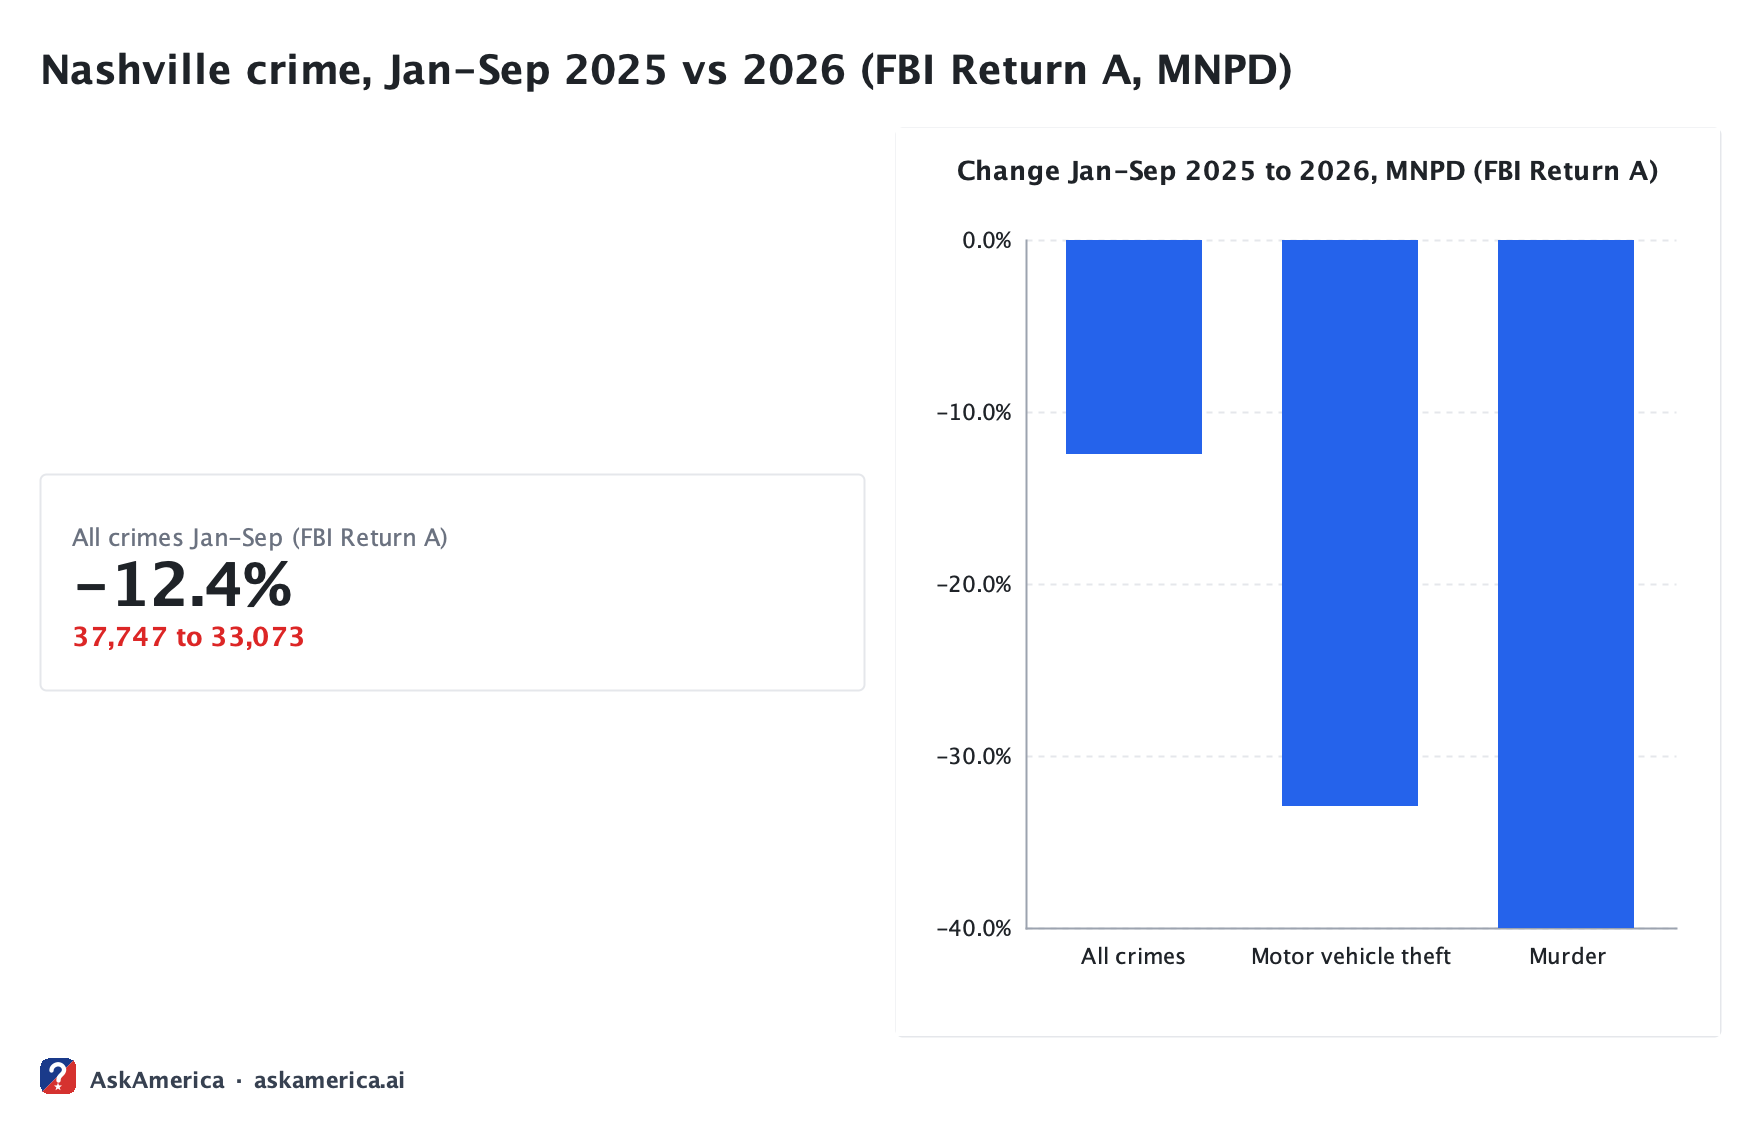 Nashville crime, Jan–Sep 2025 vs 2026 (FBI Return A, MNPD)
All crimes Jan–Sep (FBI Return A)
−12.4%
37,747 to 33,073
Change Jan–Sep 2025 to 2026, MNPD (FBI Return A)
0.0%
−10.0%
−20.0%
−30.0%
−40.0%
All crimes Motor vehicle theft Murder
AskAmerica · askamerica.ai